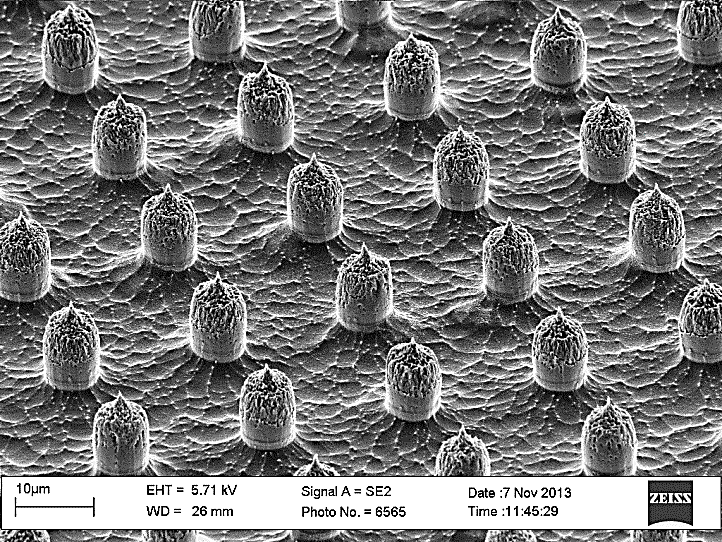 10µm
EHT = 5.71 kV
Signal A = SE2
Date :7 Nov 2013
ZEISS
WD = 26 mm
Photo No. = 6565
Time :11:45:29